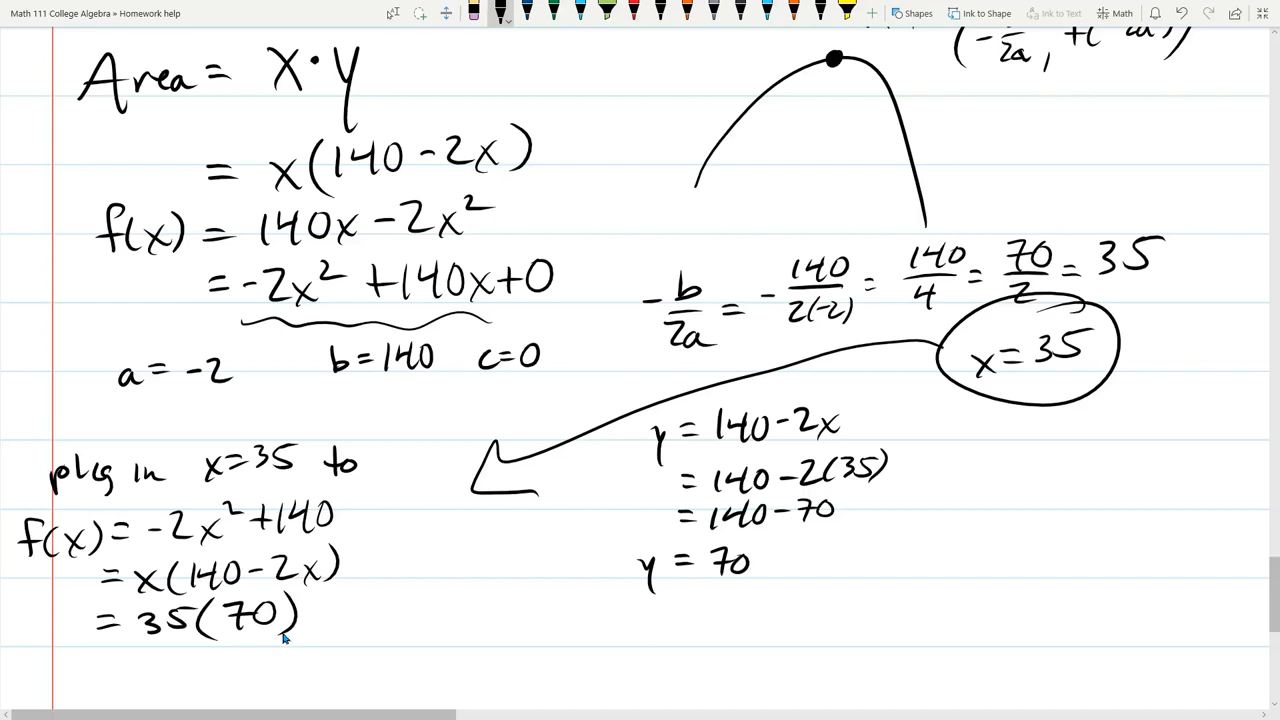 Math 111 College Algebra » Homework help
Shapes Ink to Shape Ink to Text Math
Area = x·y
= x(140-2x)
f(x) = 140x-2x²
= -2x² +140x+0
a = -2 b=140 c=0
-b/2a = -140/2(-2) = 140/4 = 70/2 = 35
x=35
y = 140-2x
= 140-2(35)
= 140-70
y = 70
plug in x=35 to
f(x) = -2x²+140
= x(140-2x)
= 35(70)